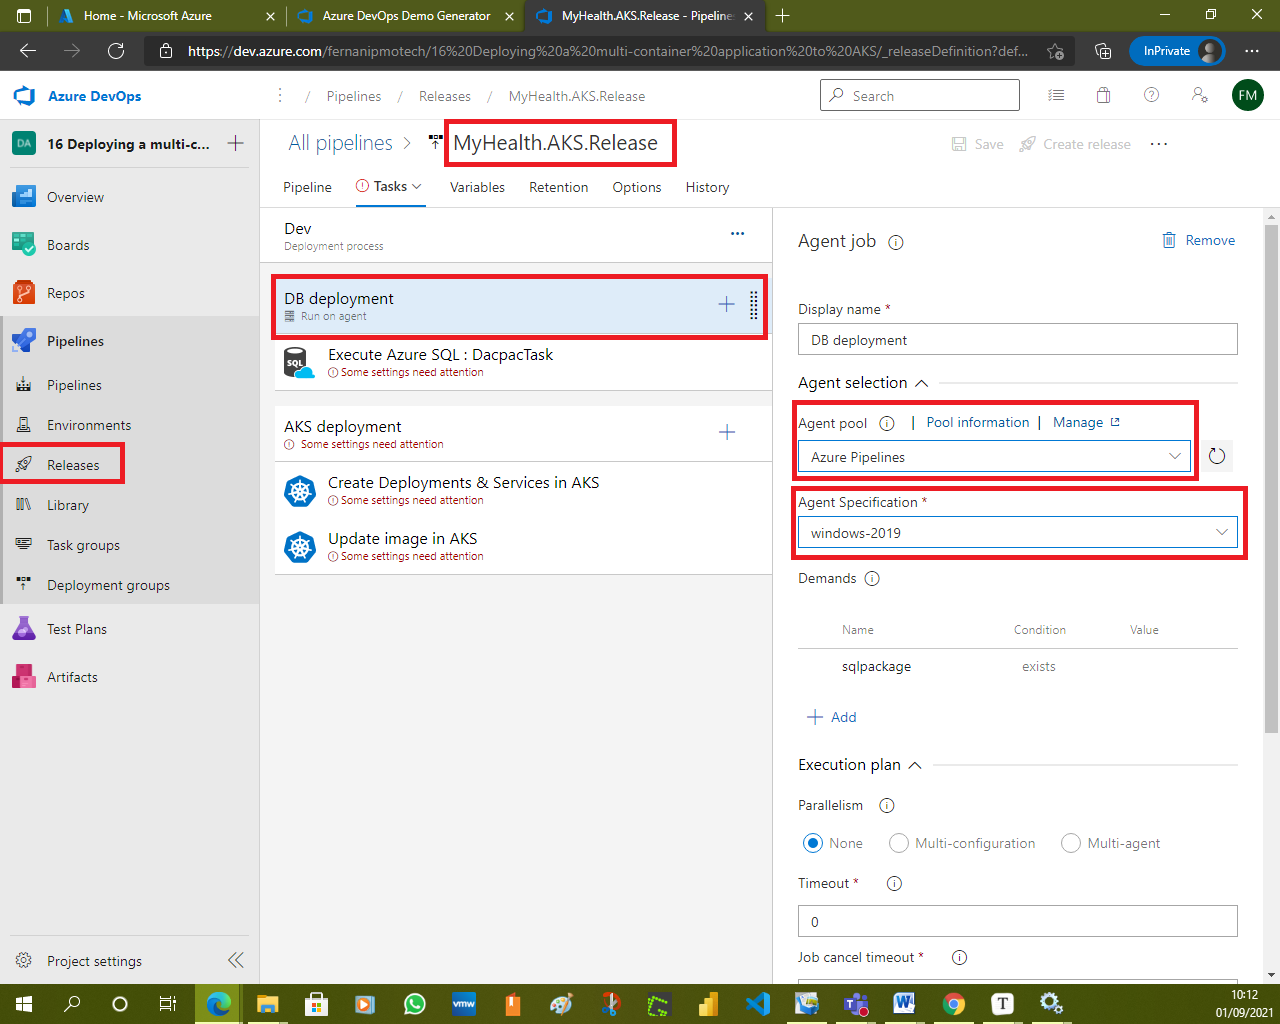 Home - Microsoft Azure
Azure DevOps Demo Generator
MyHealth.AKS.Release - Pipelines
https://dev.azure.com/fernanipmotech/16%20Deploying%20a%20multi-container%20application%20to%20AKS/_releaseDefinition?def...
InPrivate
Azure DevOps
/ Pipelines / Releases / MyHealth.AKS.Release
Search
FM
DA
16 Deploying a multi-c...
All pipelines
MyHealth.AKS.Release
Save
Create release
Pipeline
Tasks
Variables
Retention
Options
History
Overview
Boards
Repos
Pipelines
Pipelines
Environments
Releases
Library
Task groups
Deployment groups
Test Plans
Artifacts
Project settings
Dev
Deployment process
DB deployment
Run on agent
SQL
Execute Azure SQL : DacpacTask
Some settings need attention
AKS deployment
Some settings need attention
Create Deployments & Services in AKS
Some settings need attention
Update image in AKS
Some settings need attention
Agent job
Remove
Display name *
DB deployment
Agent selection
Agent pool | Pool information | Manage
Azure Pipelines
Agent Specification *
windows-2019
Demands
Name Condition Value
sqlpackage exists
Add
Execution plan
Parallelism
None Multi-configuration Multi-agent
Timeout *
0
Job cancel timeout *
vmw
W
T
10:12
01/09/2021